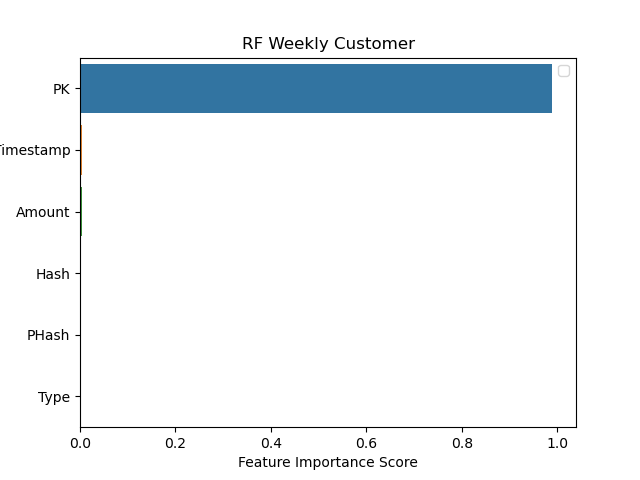 RF Weekly Customer
PK
Timestamp
Amount
Hash
PHash
Type
0.0 0.2 0.4 0.6 0.8 1.0
Feature Importance Score